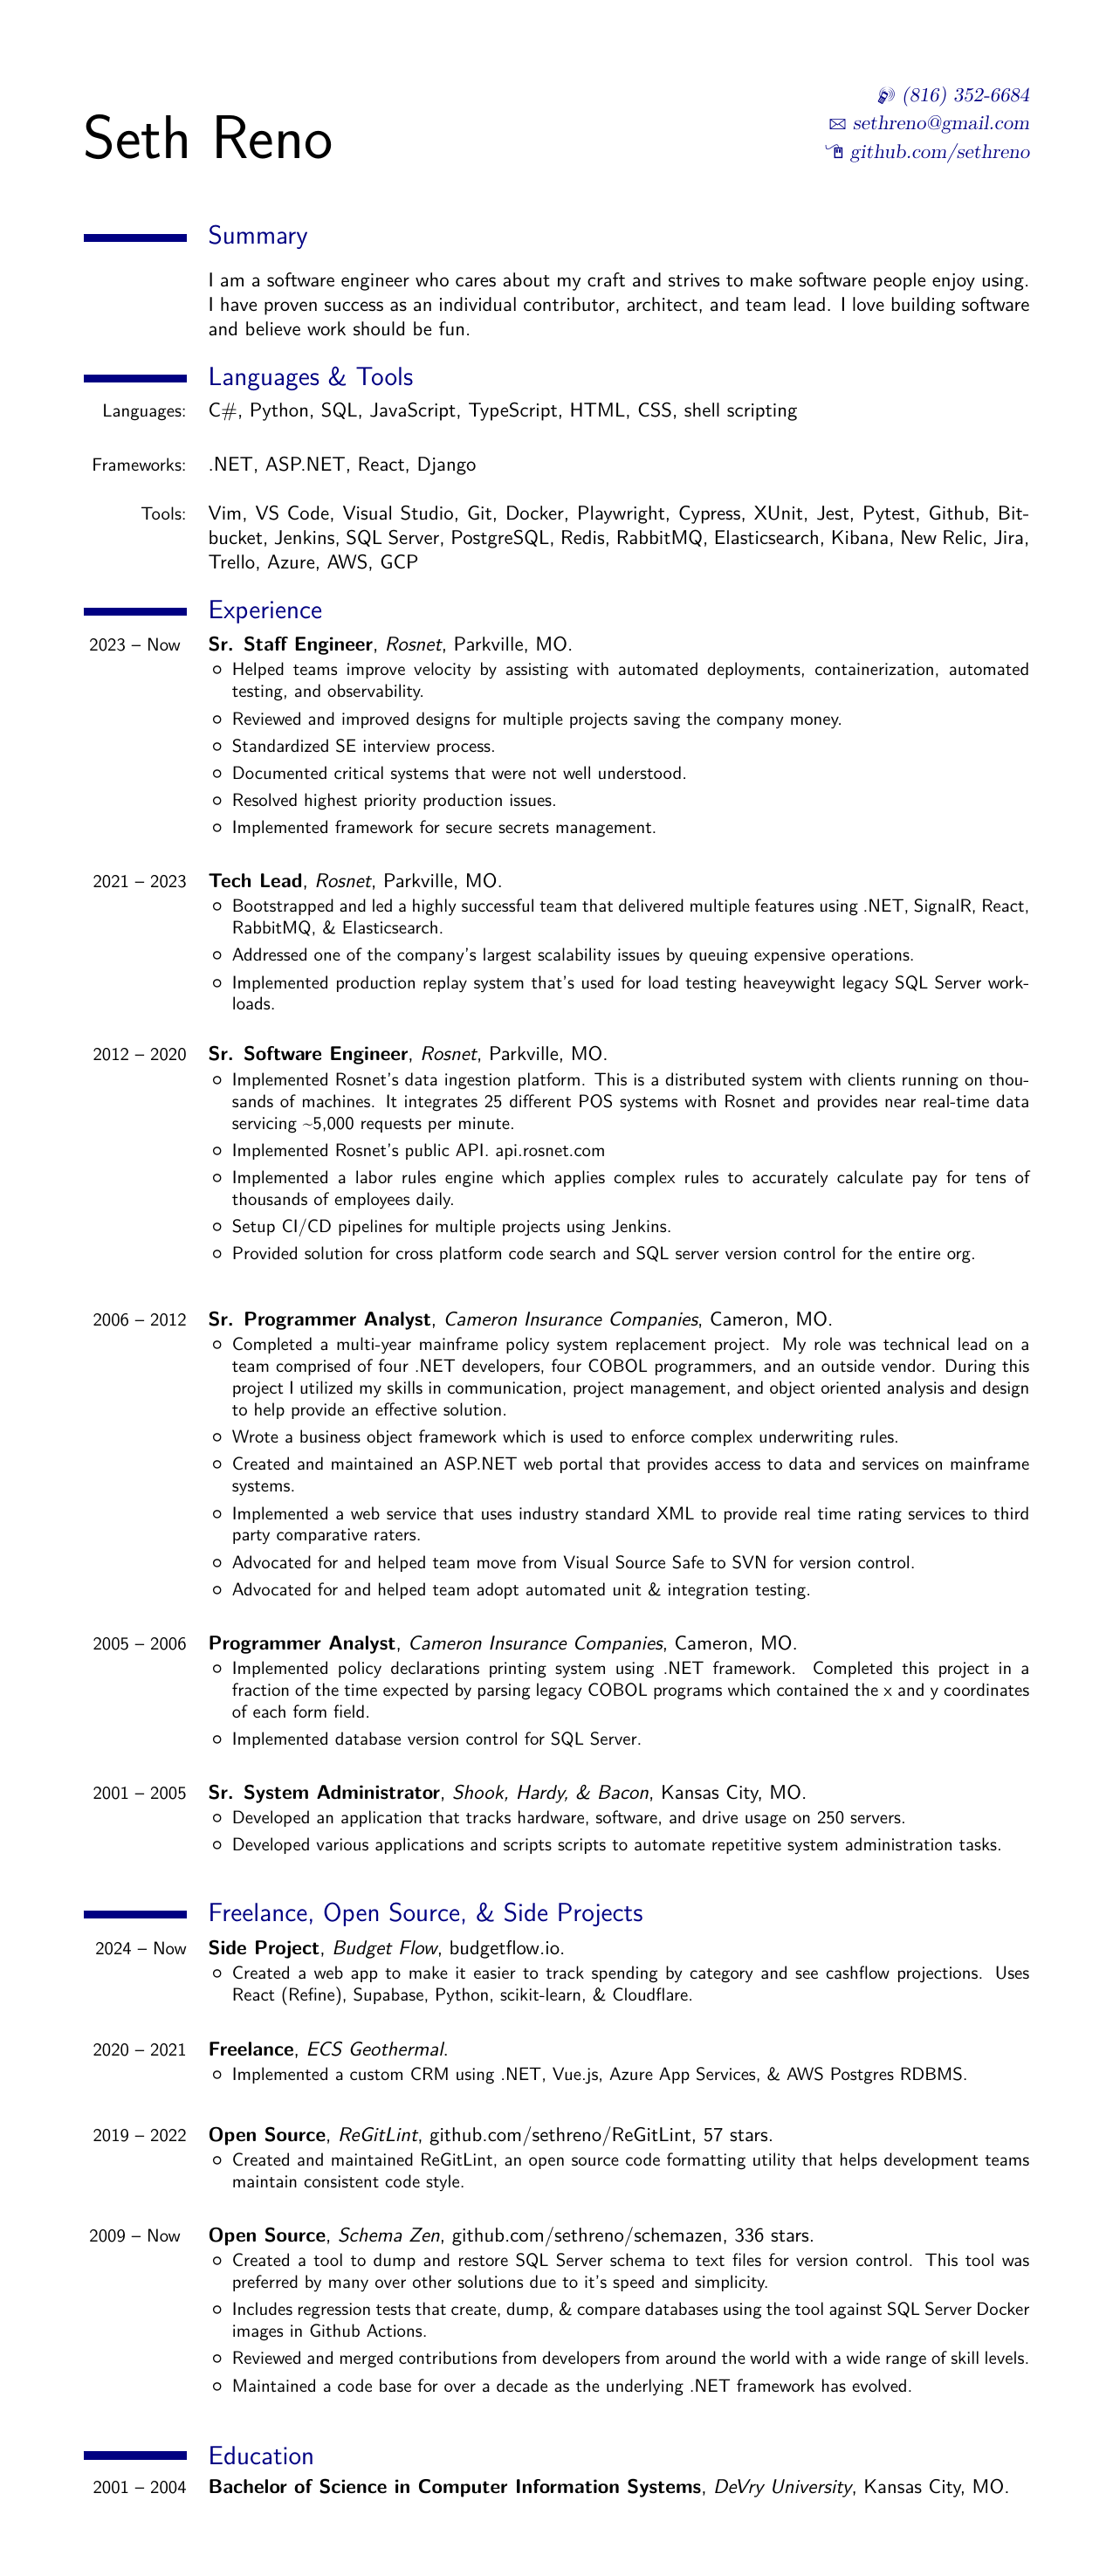 Seth Reno
(816) 352-6684
sethreno@gmail.com
github.com/sethreno
Summary
I am a software engineer who cares about my craft and strives to make software people enjoy using.
I have proven success as an individual contributor, architect, and team lead. I love building software
and believe work should be fun.
Languages & Tools
Languages: C#, Python, SQL, JavaScript, TypeScript, HTML, CSS, shell scripting
Frameworks: .NET, ASP.NET, React, Django
Tools: Vim, VS Code, Visual Studio, Git, Docker, Playwright, Cypress, XUnit, Jest, Pytest, Github, Bit-
bucket, Jenkins, SQL Server, PostgreSQL, Redis, RabbitMQ, Elasticsearch, Kibana, New Relic, Jira,
Trello, Azure, AWS, GCP
Experience
2023 – Now Sr. Staff Engineer, Rosnet, Parkville, MO.
○ Helped teams improve velocity by assisting with automated deployments, containerization, automated
testing, and observability.
○ Reviewed and improved designs for multiple projects saving the company money.
○ Standardized SE interview process.
○ Documented critical systems that were not well understood.
○ Resolved highest priority production issues.
○ Implemented framework for secure secrets management.
2021 – 2023 Tech Lead, Rosnet, Parkville, MO.
○ Bootstrapped and led a highly successful team that delivered multiple features using .NET, SignalR, React,
RabbitMQ, & Elasticsearch.
○ Addressed one of the company's largest scalability issues by queuing expensive operations.
○ Implemented production replay system that's used for load testing heaveywight legacy SQL Server work-
loads.
2012 – 2020 Sr. Software Engineer, Rosnet, Parkville, MO.
○ Implemented Rosnet's data ingestion platform. This is a distributed system with clients running on thou-
sands of machines. It integrates 25 different POS systems with Rosnet and provides near real-time data
servicing ~5,000 requests per minute.
○ Implemented Rosnet's public API. api.rosnet.com
○ Implemented a labor rules engine which applies complex rules to accurately calculate pay for tens of
thousands of employees daily.
○ Setup CI/CD pipelines for multiple projects using Jenkins.
○ Provided solution for cross platform code search and SQL server version control for the entire org.
2006 – 2012 Sr. Programmer Analyst, Cameron Insurance Companies, Cameron, MO.
○ Completed a multi-year mainframe policy system replacement project. My role was technical lead on a
team comprised of four .NET developers, four COBOL programmers, and an outside vendor. During this
project I utilized my skills in communication, project management, and object oriented analysis and design
to help provide an effective solution.
○ Wrote a business object framework which is used to enforce complex underwriting rules.
○ Created and maintained an ASP.NET web portal that provides access to data and services on mainframe
systems.
○ Implemented a web service that uses industry standard XML to provide real time rating services to third
party comparative raters.
○ Advocated for and helped team move from Visual Source Safe to SVN for version control.
○ Advocated for and helped team adopt automated unit & integration testing.
2005 – 2006 Programmer Analyst, Cameron Insurance Companies, Cameron, MO.
○ Implemented policy declarations printing system using .NET framework. Completed this project in a
fraction of the time expected by parsing legacy COBOL programs which contained the x and y coordinates
of each form field.
○ Implemented database version control for SQL Server.
2001 – 2005 Sr. System Administrator, Shook, Hardy, & Bacon, Kansas City, MO.
○ Developed an application that tracks hardware, software, and drive usage on 250 servers.
○ Developed various applications and scripts scripts to automate repetitive system administration tasks.
Freelance, Open Source, & Side Projects
2024 – Now Side Project, Budget Flow, budgetflow.io.
○ Created a web app to make it easier to track spending by category and see cashflow projections. Uses
React (Refine), Supabase, Python, scikit-learn, & Cloudflare.
2020 – 2021 Freelance, ECS Geothermal.
○ Implemented a custom CRM using .NET, Vue.js, Azure App Services, & AWS Postgres RDBMS.
2019 – 2022 Open Source, ReGitLint, github.com/sethreno/ReGitLint, 57 stars.
○ Created and maintained ReGitLint, an open source code formatting utility that helps development teams
maintain consistent code style.
2009 – Now Open Source, Schema Zen, github.com/sethreno/schemazen, 336 stars.
○ Created a tool to dump and restore SQL Server schema to text files for version control. This tool was
preferred by many over other solutions due to it's speed and simplicity.
○ Includes regression tests that create, dump, & compare databases using the tool against SQL Server Docker
images in Github Actions.
○ Reviewed and merged contributions from developers from around the world with a wide range of skill levels.
○ Maintained a code base for over a decade as the underlying .NET framework has evolved.
Education
2001 – 2004 Bachelor of Science in Computer Information Systems, DeVry University, Kansas City, MO.